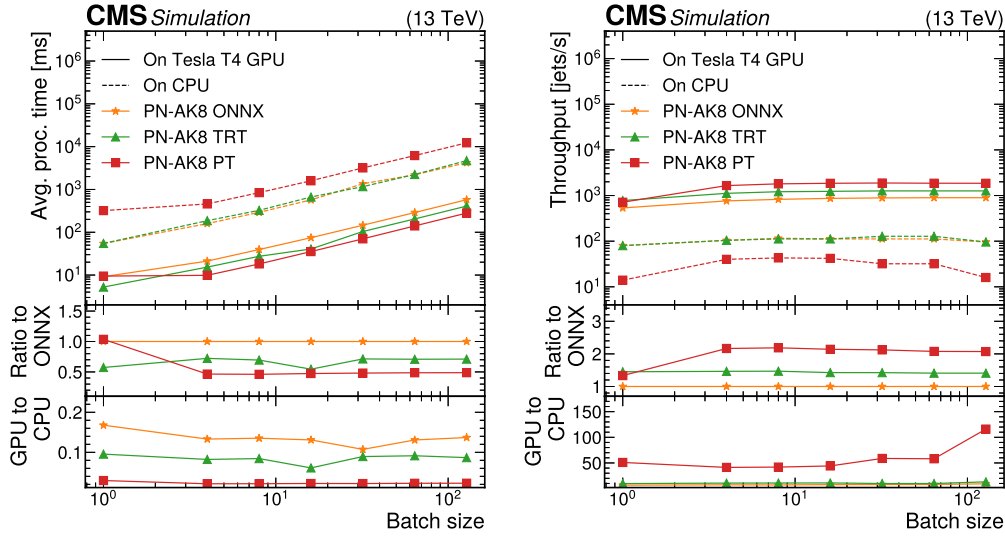 CMS Simulation (13 TeV)
Avg. proc. time [ms]
10^6
10^5
10^4
10^3
10^2
10^1
On Tesla T4 GPU
On CPU
PN-AK8 ONNX
PN-AK8 TRT
PN-AK8 PT
Ratio to
ONNX
1.5
1.0
0.5
GPU to
CPU
0.2
0.1
10^0 10^1 10^2
Batch size
CMS Simulation (13 TeV)
Throughput [jets/s]
10^6
10^5
10^4
10^3
10^2
10^1
On Tesla T4 GPU
On CPU
PN-AK8 ONNX
PN-AK8 TRT
PN-AK8 PT
Ratio to
ONNX
3
2
1
GPU to
CPU
150
100
50
10^0 10^1 10^2
Batch size